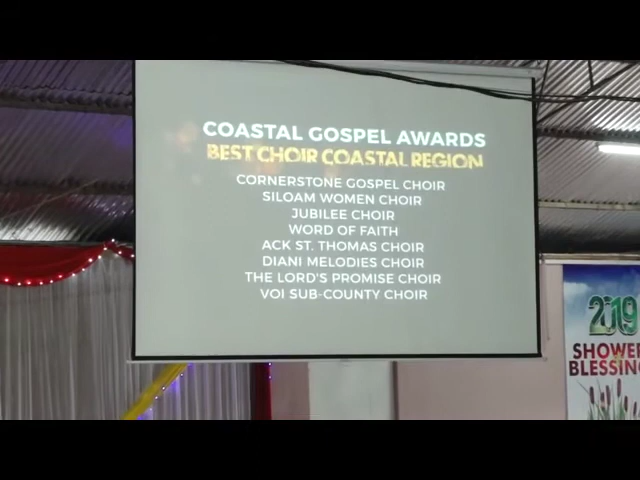 COASTAL GOSPEL AWARDS
BEST CHOIR COASTAL REGION
CORNERSTONE GOSPEL CHOIR
SILOAM WOMEN CHOIR
JUBILEE CHOIR
WORD OF FAITH
ACK ST. THOMAS CHOIR
DIANI MELODIES CHOIR
THE LORD'S PROMISE CHOIR
VOI SUB-COUNTY CHOIR
2019
SHOWER
BLESSING